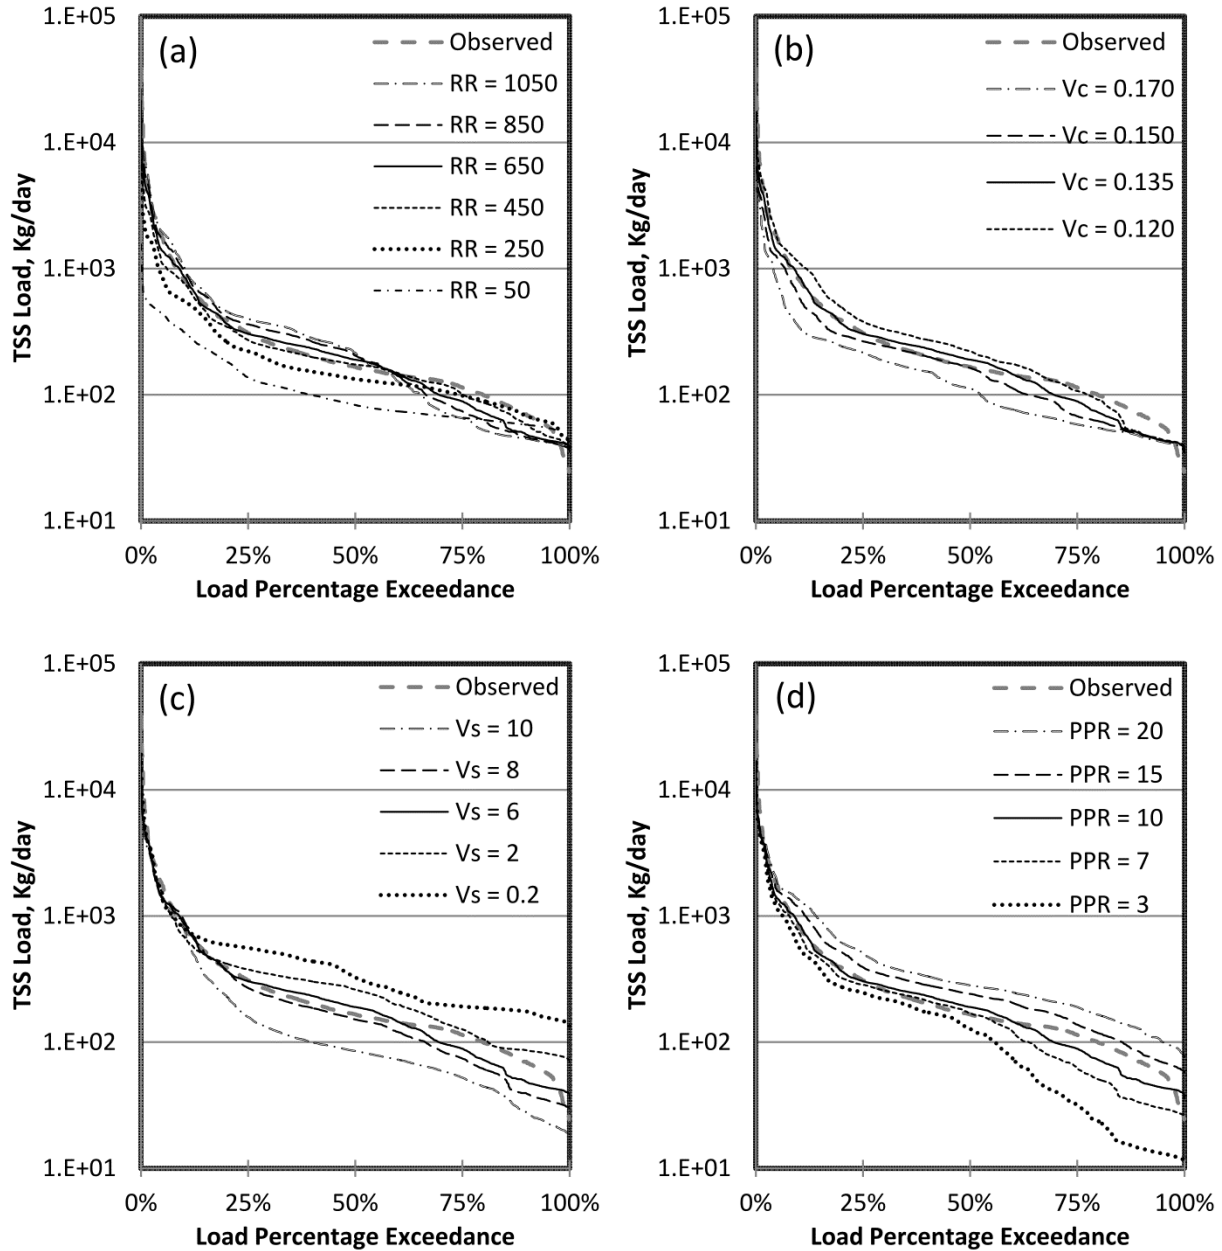 (a)
TSS Load, Kg/day
1.E+05
1.E+04
1.E+03
1.E+02
1.E+01
Observed
RR = 1050
RR = 850
RR = 650
RR = 450
RR = 250
RR = 50
0% 25% 50% 75% 100%
Load Percentage Exceedance
(b)
TSS Load, Kg/day
1.E+05
1.E+04
1.E+03
1.E+02
1.E+01
Observed
Vc = 0.170
Vc = 0.150
Vc = 0.135
Vc = 0.120
0% 25% 50% 75% 100%
Load Percentage Exceedance
(c)
TSS Load, Kg/day
1.E+05
1.E+04
1.E+03
1.E+02
1.E+01
Observed
Vs = 10
Vs = 8
Vs = 6
Vs = 2
Vs = 0.2
0% 25% 50% 75% 100%
Load Percentage Exceedance
(d)
TSS Load, Kg/day
1.E+05
1.E+04
1.E+03
1.E+02
1.E+01
Observed
PPR = 20
PPR = 15
PPR = 10
PPR = 7
PPR = 3
0% 25% 50% 75% 100%
Load Percentage Exceedance